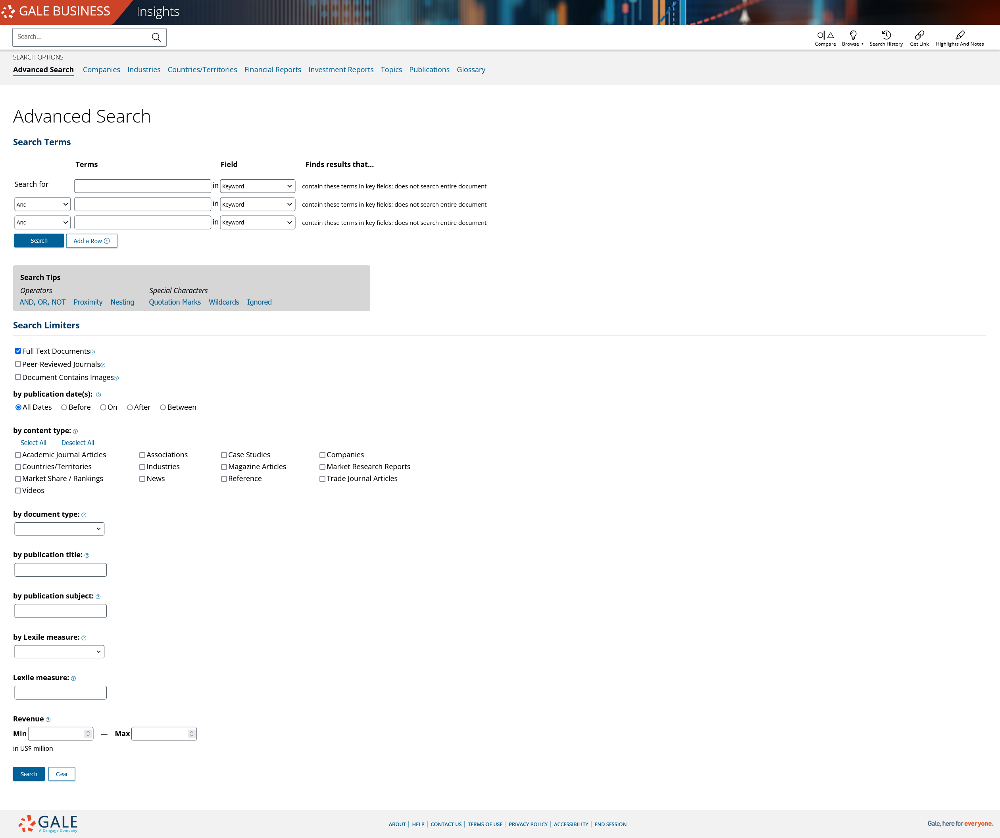 GALE BUSINESS Insights
Search...
Compare Browse Search History Get Link Highlights And Notes
SEARCH OPTIONS
Advanced Search Companies Industries Countries/Territories Financial Reports Investment Reports Topics Publications Glossary
Advanced Search
Search Terms
Terms Field Finds results that...
Search for in Keyword contain these terms in key fields; does not search entire document
And in Keyword contain these terms in key fields; does not search entire document
And in Keyword contain these terms in key fields; does not search entire document
Search Add a Row
Search Tips
Operators Special Characters
AND, OR, NOT Proximity Nesting Quotation Marks Wildcards Ignored
Search Limiters
Full Text Documents
Peer-Reviewed Journals
Document Contains Images
by publication date(s):
All Dates Before On After Between
by content type:
Select All Deselect All
Academic Journal Articles Associations Case Studies Companies
Countries/Territories Industries Magazine Articles Market Research Reports
Market Share / Rankings News Reference Trade Journal Articles
Videos
by document type:
by publication title:
by publication subject:
by Lexile measure:
Lexile measure:
Revenue
Min — Max
in US$ million
Search Clear
GALE
A Cengage Company
ABOUT | HELP | CONTACT US | TERMS OF USE | PRIVACY POLICY | ACCESSIBILITY | END SESSION
Gale, here for everyone.